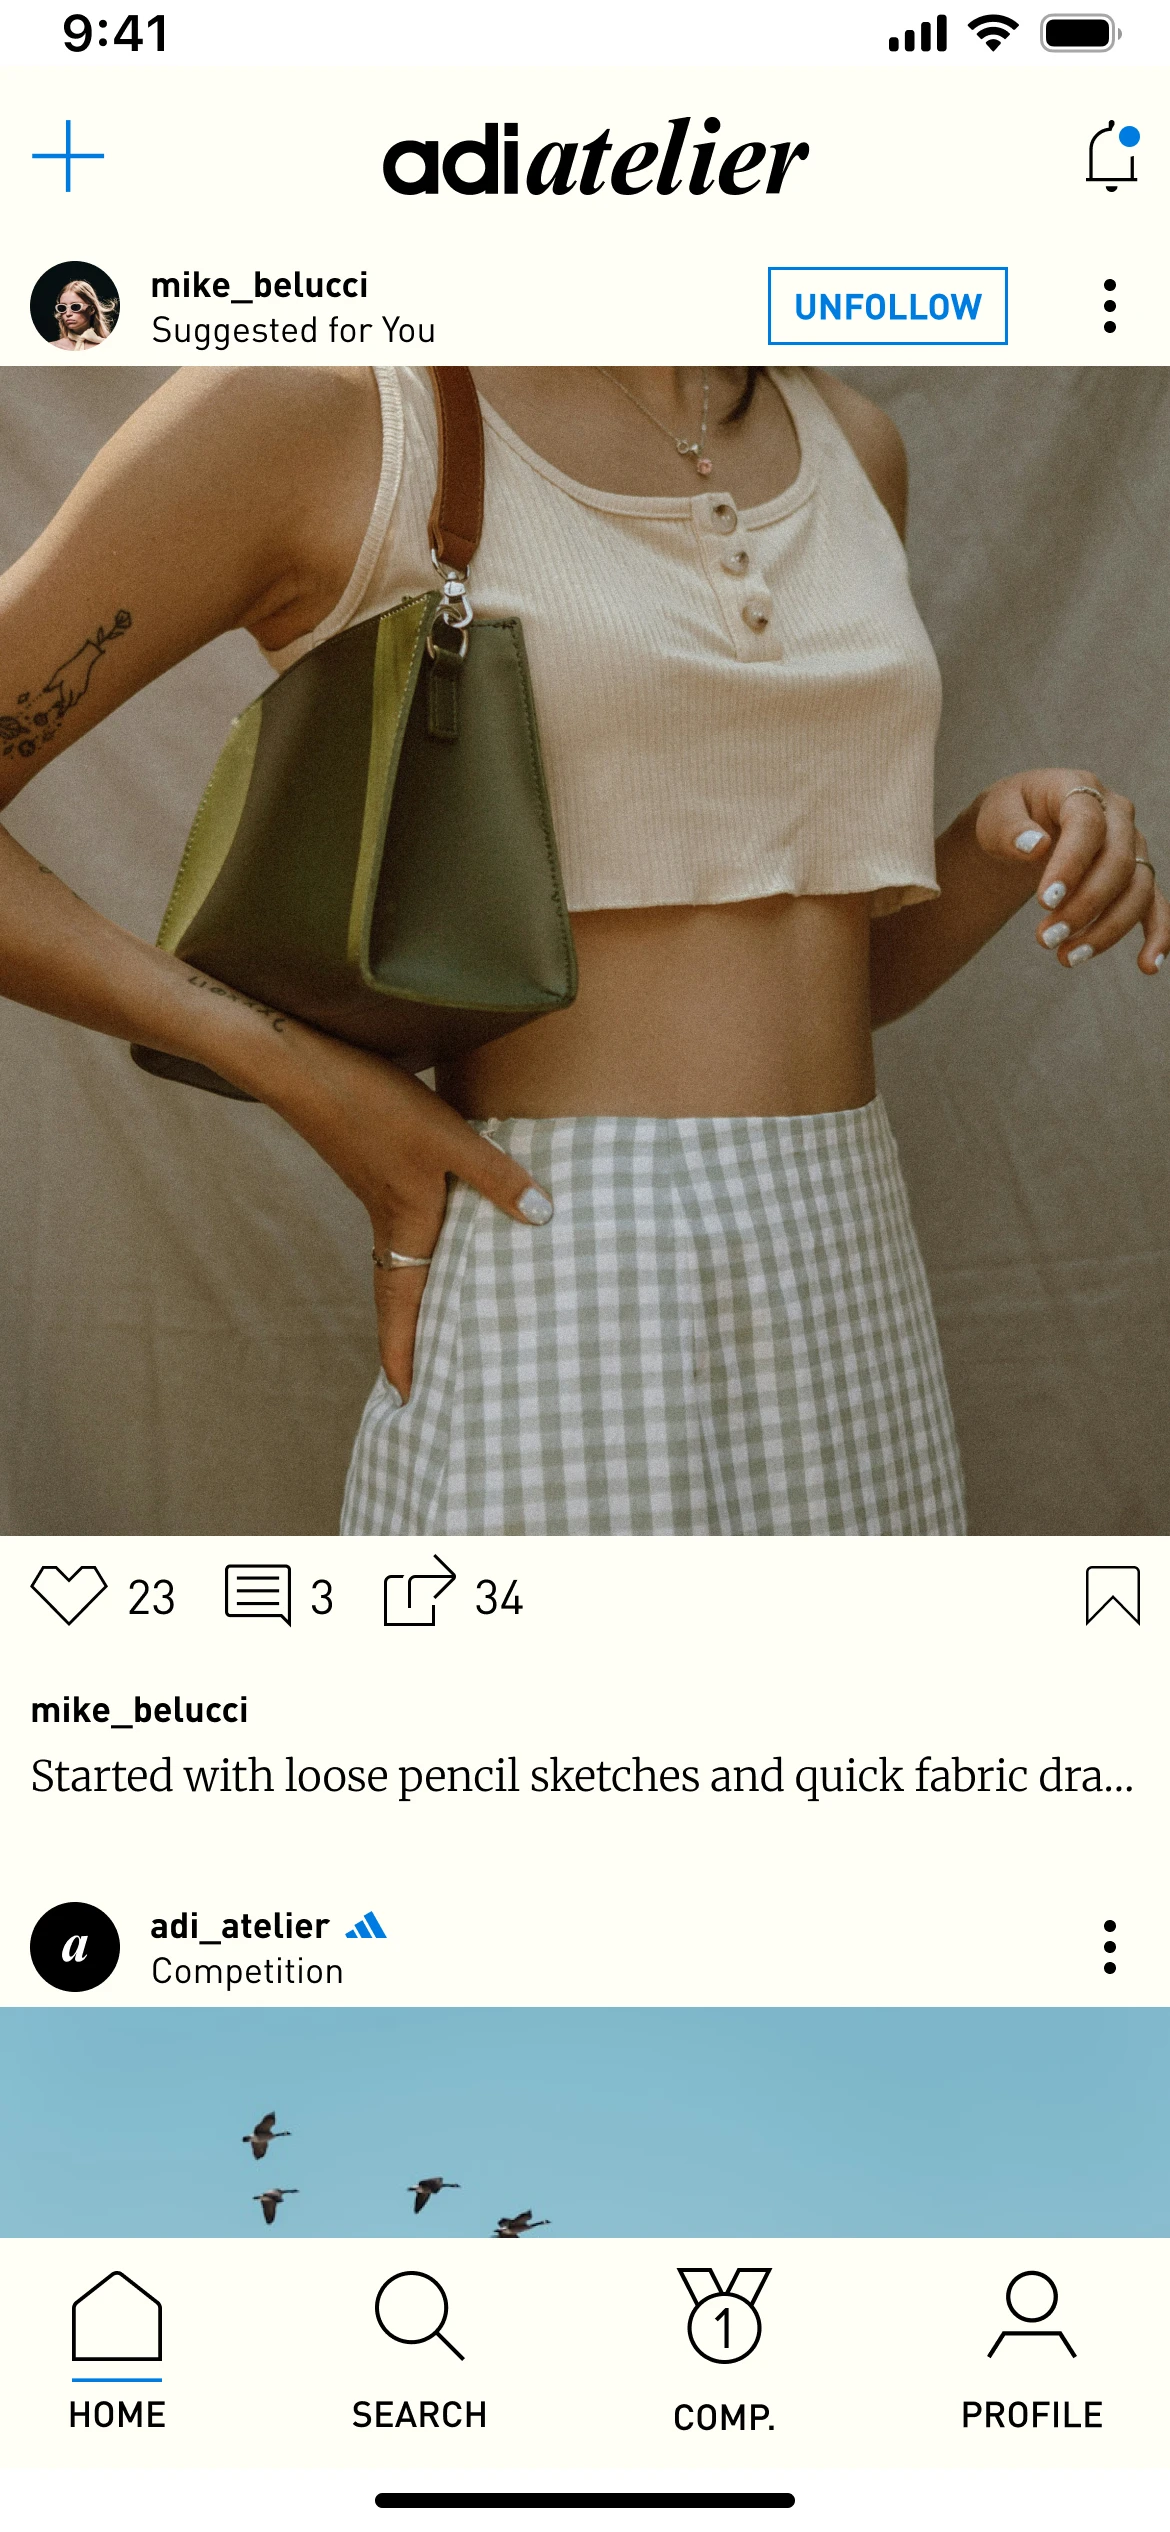 9:41
adiatelier
mike_belucci
Suggested for You
UNFOLLOW
23
3
34
mike_belucci
Started with loose pencil sketches and quick fabric dra...
a
adi_atelier
Competition
1
HOME
SEARCH
COMP.
PROFILE